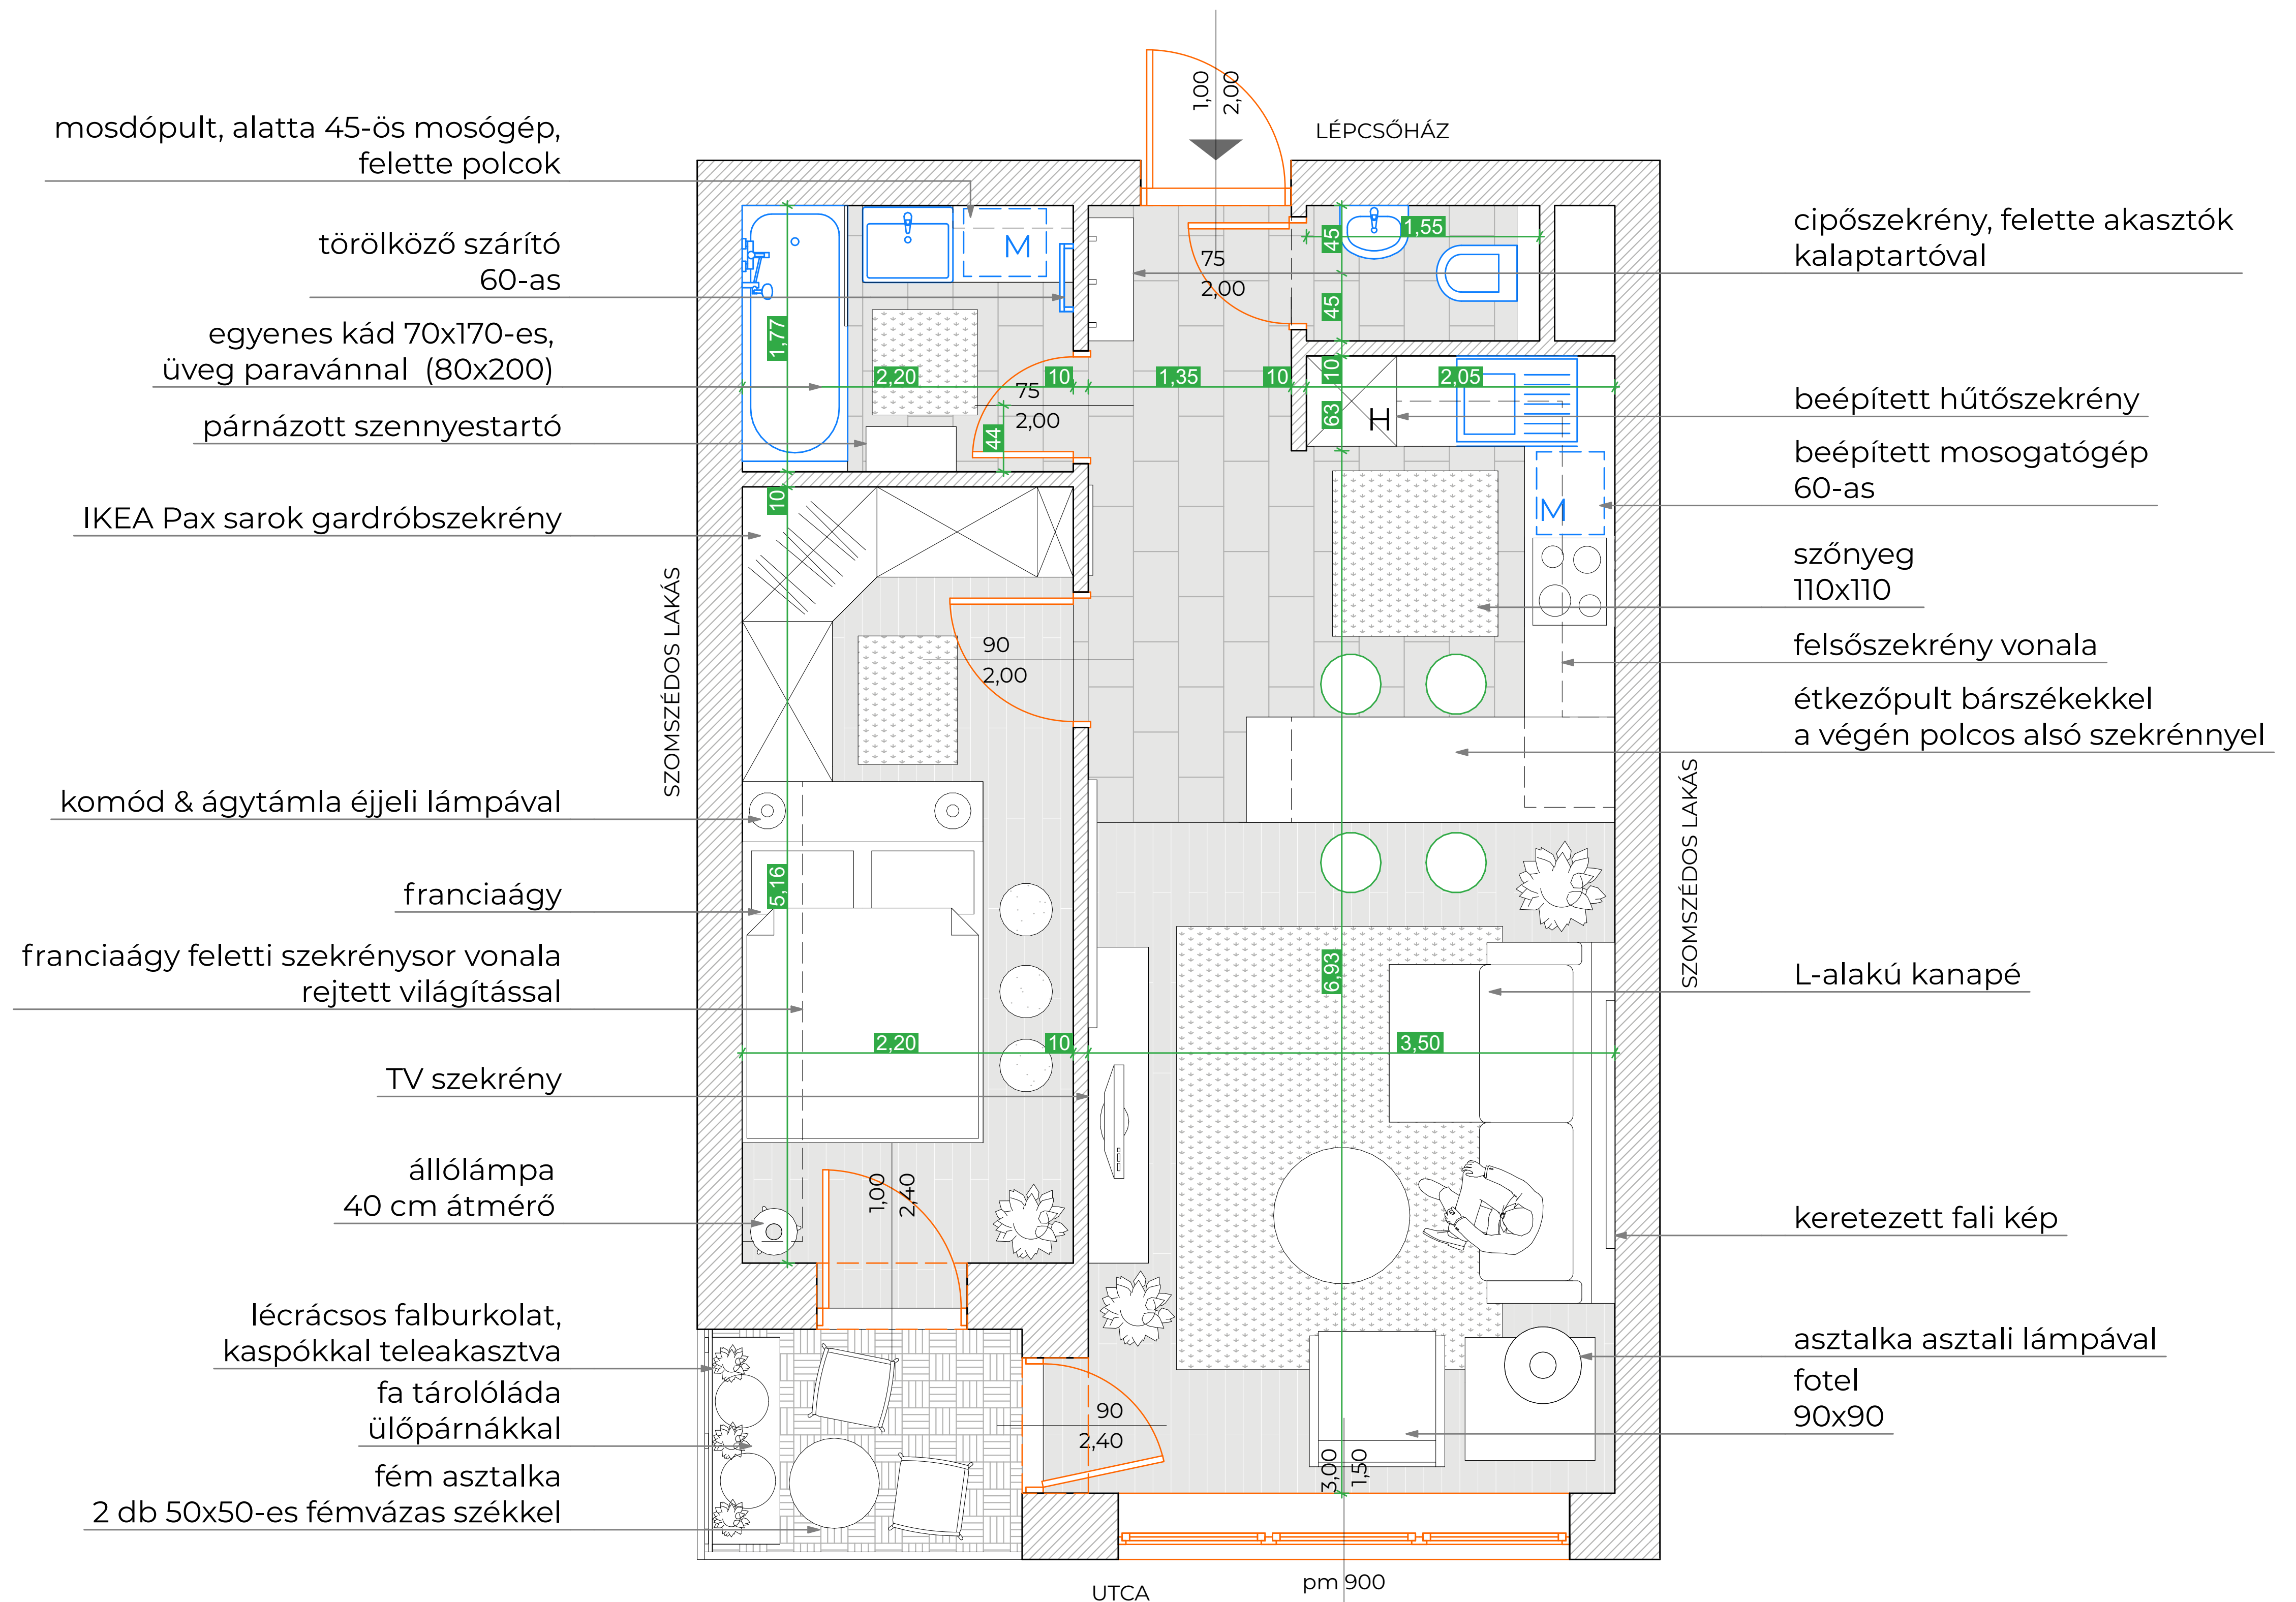 1,00
2,00
LÉPCSŐHÁZ
mosdópult, alatta 45-ös mosógép,
felette polcok
törölköző szárító
60-as
egyenes kád 70x170-es,
üveg paravánnal (80x200)
párnázott szennyestartó
IKEA Pax sarok gardróbszekrény
komód & ágytámla éjjeli lámpával
franciaágy
franciaágy feletti szekrénysor vonala
rejtett világítással
TV szekrény
állólámpa
40 cm átmérő
lécrácsos falburkolat,
kaspókkal teleakasztva
fa tárolóláda
ülőpárnákkal
fém asztalka
2 db 50x50-es fémvázas székkel
SZOMSZÉDOS LAKÁS
M
1,77
2,20
10
75
2,00
44
10
1,35
10
75
2,00
45
45
1,55
10
63
2,05
H
M
90
2,00
5,16
6,93
2,20
10
3,50
1,00
2,40
90
2,40
3,00
1,50
pm 900
UTCA
SZOMSZÉDOS LAKÁS
cipőszekrény, felette akasztók
kalaptartóval
beépített hűtőszekrény
beépített mosogatógép
60-as
szőnyeg
110x110
felsőszekrény vonala
étkezőpult bárszékekkel
a végén polcos alsó szekrénnyel
L-alakú kanapé
keretezett fali kép
asztalka asztali lámpával
fotel
90x90